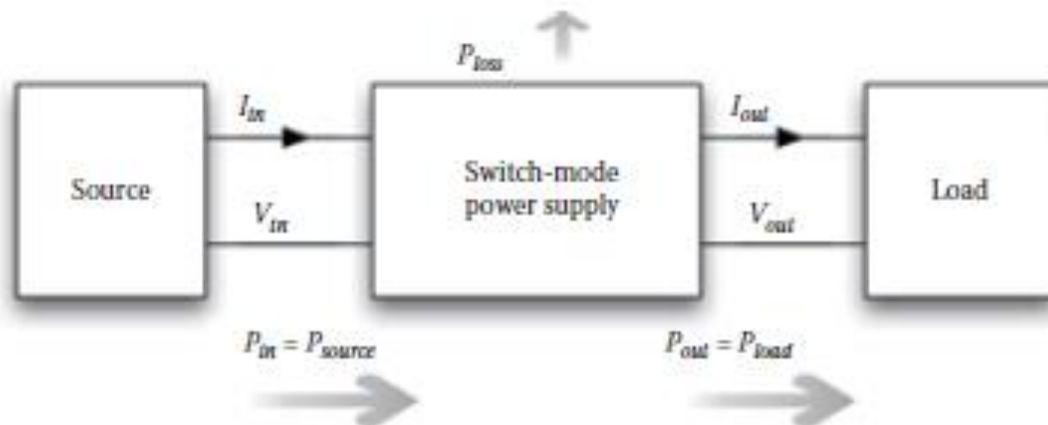 P_loss
I_in
I_out
Source
Switch-mode
power supply
Load
V_in
V_out
P_in = P_source
P_out = P_load